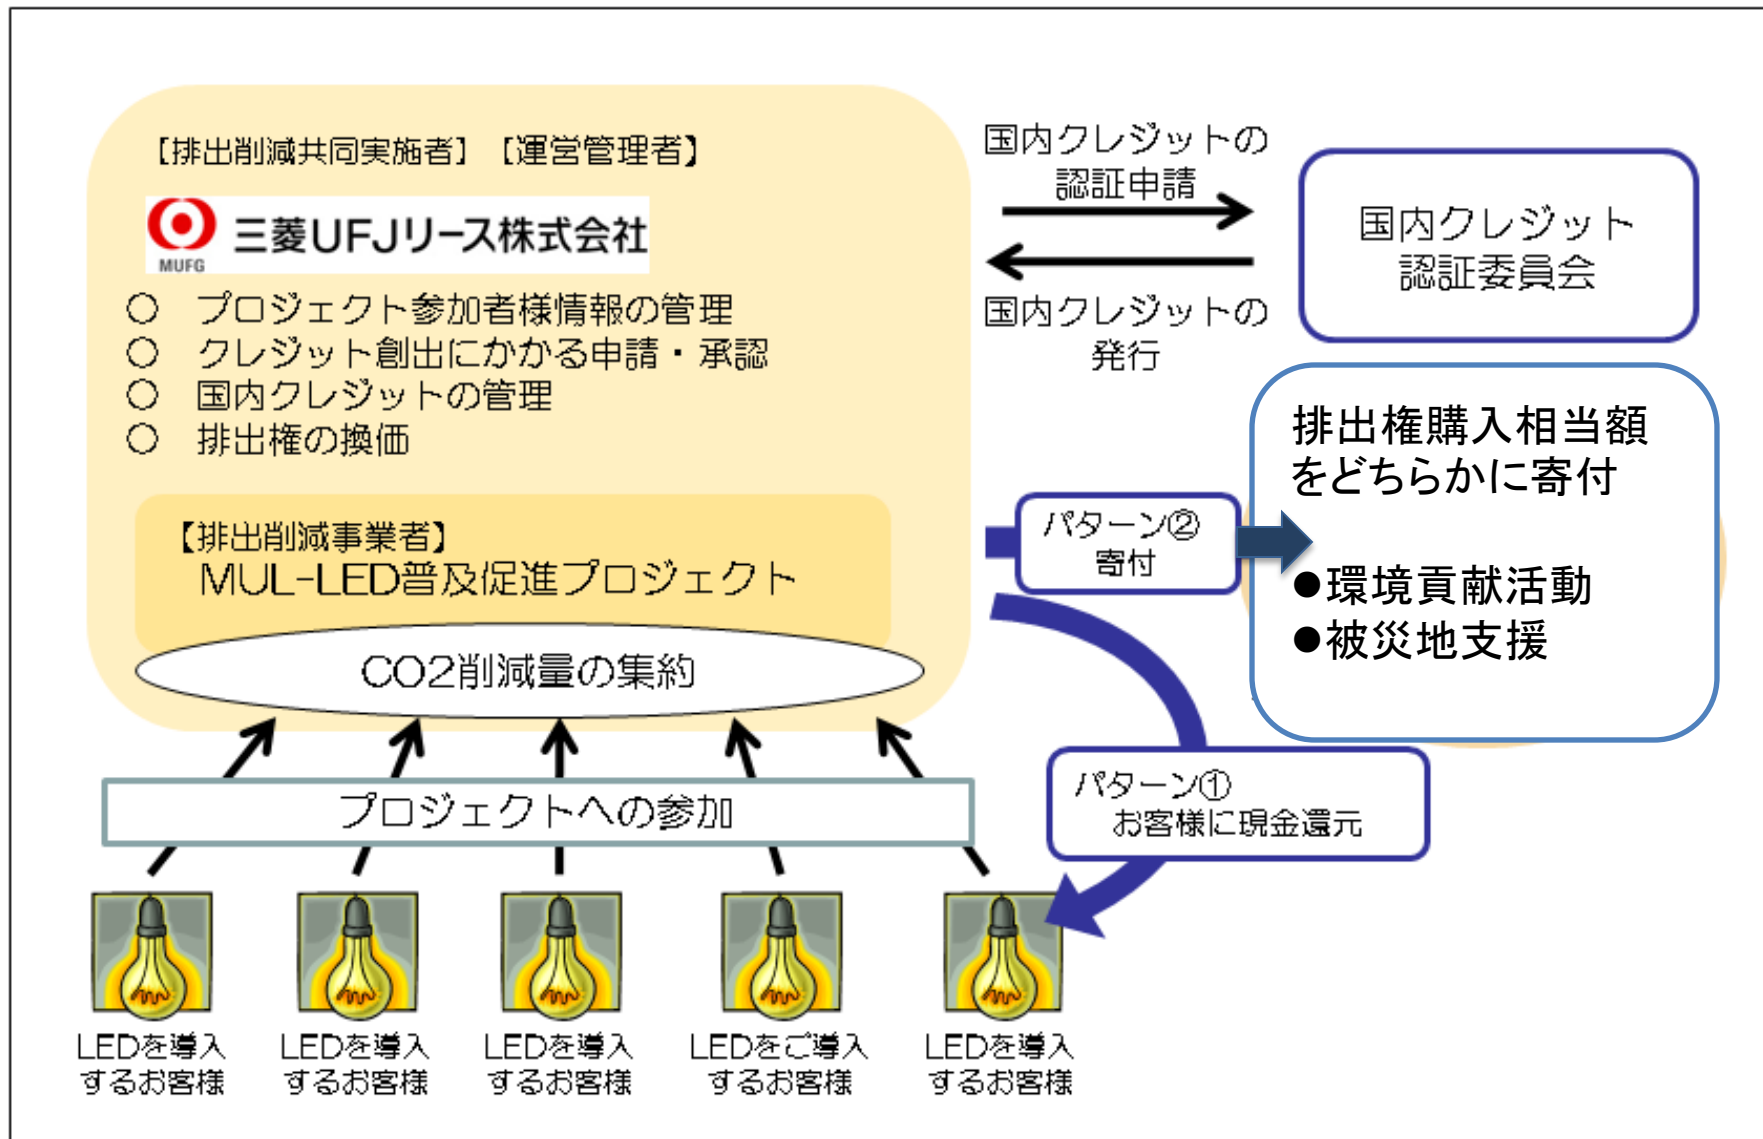 【排出削減共同実施者】【運営管理者】
MUFG
三菱UFJリース株式会社
○ プロジェクト参加者様情報の管理
○ クレジット創出にかかる申請・承認
○ 国内クレジットの管理
○ 排出権の換価
【排出削減事業者】
MUL-LED普及促進プロジェクト
CO2削減量の集約
国内クレジットの
認証申請
国内クレジットの
発行
国内クレジット
認証委員会
排出権購入相当額
をどちらかに寄付
●環境貢献活動
●被災地支援
パターン②
寄付
パターン①
お客様に現金還元
プロジェクトへの参加
LEDを導入
するお客様
LEDを導入
するお客様
LEDを導入
するお客様
LEDをご導入
するお客様
LEDを導入
するお客様